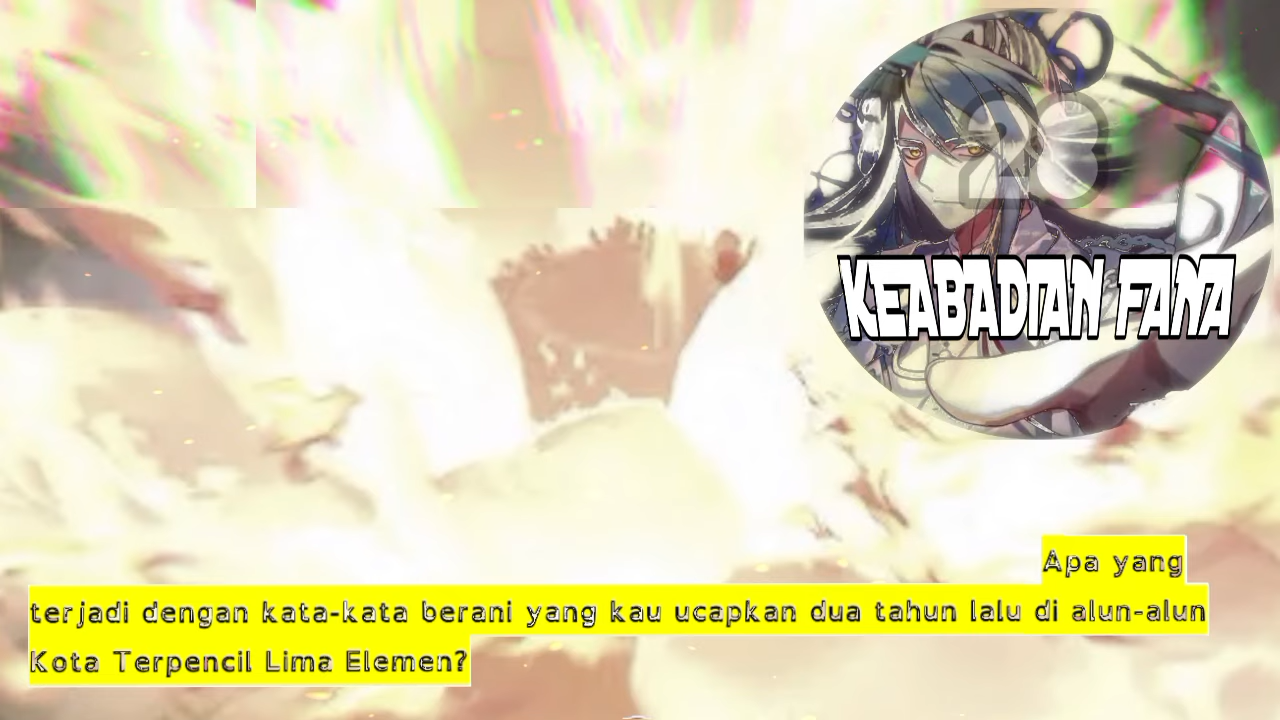 28
KEABADIAN FANA
Apa yang
terjadi dengan kata-kata berani yang kau ucapkan dua tahun lalu di alun-alun
Kota Terpencil Lima Elemen?